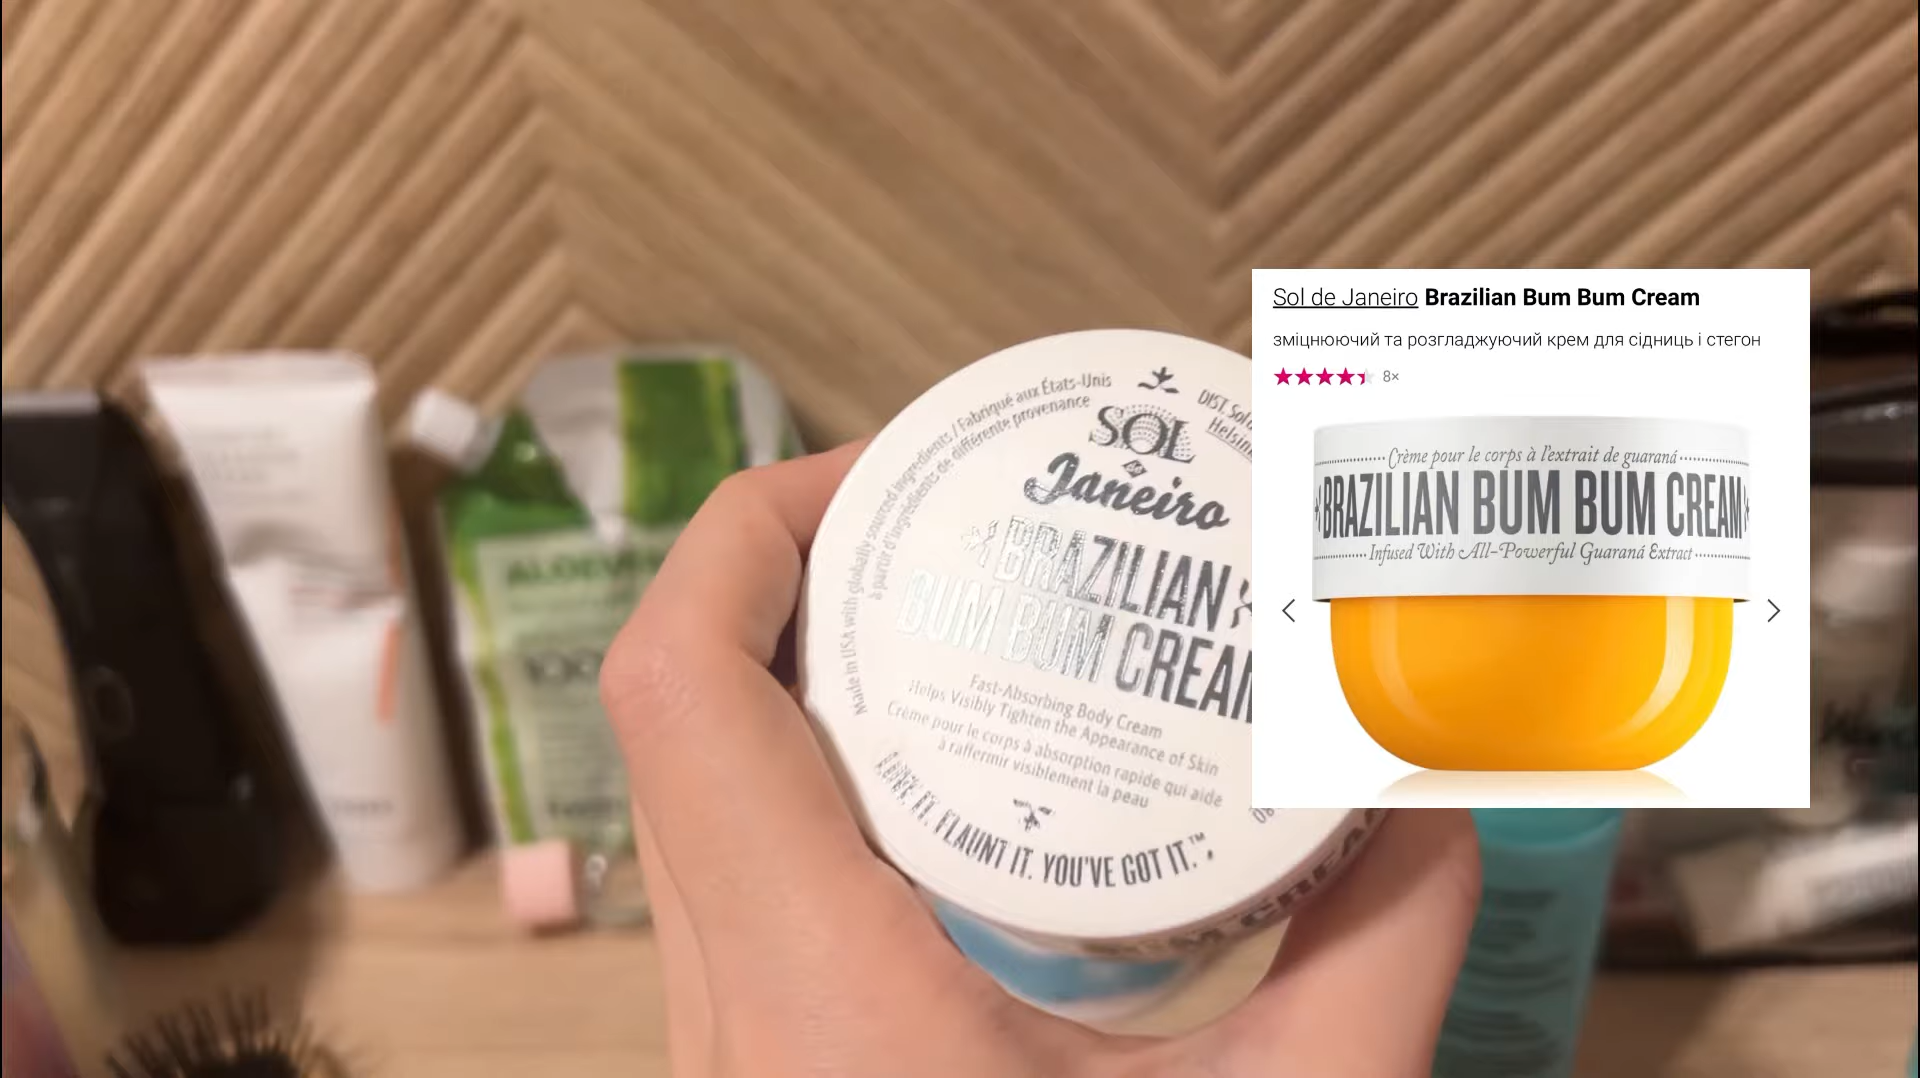 Made in USA with globally sourced ingredients / Fabriqué aux États-Unis
à partir d'ingrédients de différente provenance
SOL
de
Janeiro
BRAZILIAN
BUM BUM CREAM
Fast-Absorbing Body Cream
Helps Visibly Tighten the Appearance of Skin
Crème pour le corps à absorption rapide qui aide
à raffermir visiblement la peau
IT. FLAUNT IT. YOU'VE GOT IT.™
DIST. Sol
Sol de Janeiro Brazilian Bum Bum Cream
зміцнюючий та розгладжуючий крем для сідниць і стегон
8×
Crème pour le corps à l'extrait de guaraná
BRAZILIAN BUM BUM CREAM
Infused With All-Powerful Guaraná Extract